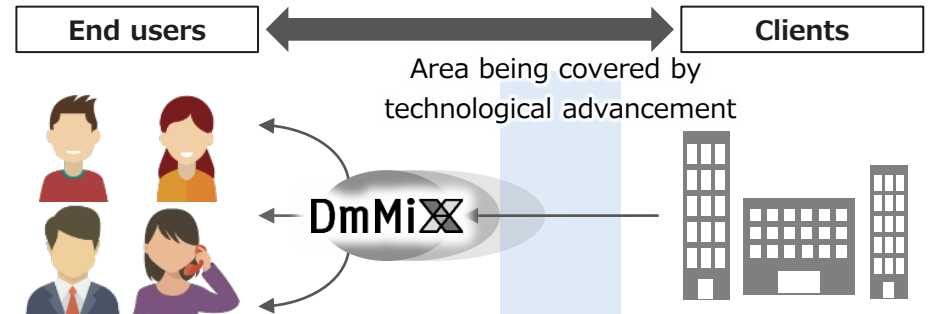 End users
Clients
Area being covered by
technological advancement
DmMiX